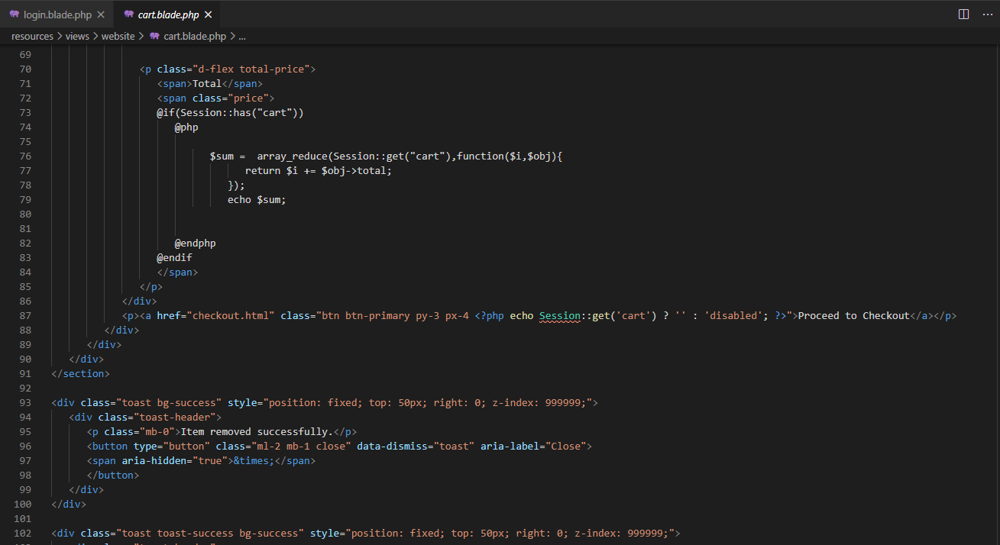 login.blade.php × cart.blade.php × ...
resources > views > website > cart.blade.php > ...
69
70 <p class="d-flex total-price">
71 <span>Total</span>
72 <span class="price">
73 @if(Session::has("cart"))
74 @php
75
76 $sum =  array_reduce(Session::get("cart"),function($i,$obj){
77 return $i += $obj->total;
78 });
79 echo $sum;
80
81
82 @endphp
83 @endif
84 </span>
85 </p>
86 </div>
87 <p><a href="checkout.html" class="btn btn-primary py-3 px-4 <?php echo Session::get('cart') ? '' : 'disabled'; ?>">Proceed to Checkout</a></p>
88 </div>
89 </div>
90 </div>
91 </section>
92
93 <div class="toast bg-success" style="position: fixed; top: 50px; right: 0; z-index: 999999;">
94 <div class="toast-header">
95 <p class="mb-0">Item removed successfully.</p>
96 <button type="button" class="ml-2 mb-1 close" data-dismiss="toast" aria-label="Close">
97 <span aria-hidden="true">&times;</span>
98 </button>
99 </div>
100 </div>
101
102 <div class="toast toast-success bg-success" style="position: fixed; top: 50px; right: 0; z-index: 999999;">